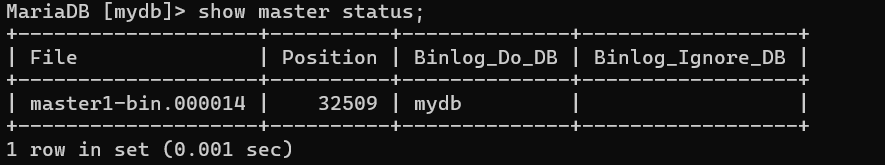 MariaDB [mydb]> show master status;
+--------------------+----------+--------------+------------------+
| File               | Position | Binlog_Do_DB | Binlog_Ignore_DB |
+--------------------+----------+--------------+------------------+
| master1-bin.000014 |    32509 | mydb         |                  |
+--------------------+----------+--------------+------------------+
1 row in set (0.001 sec)